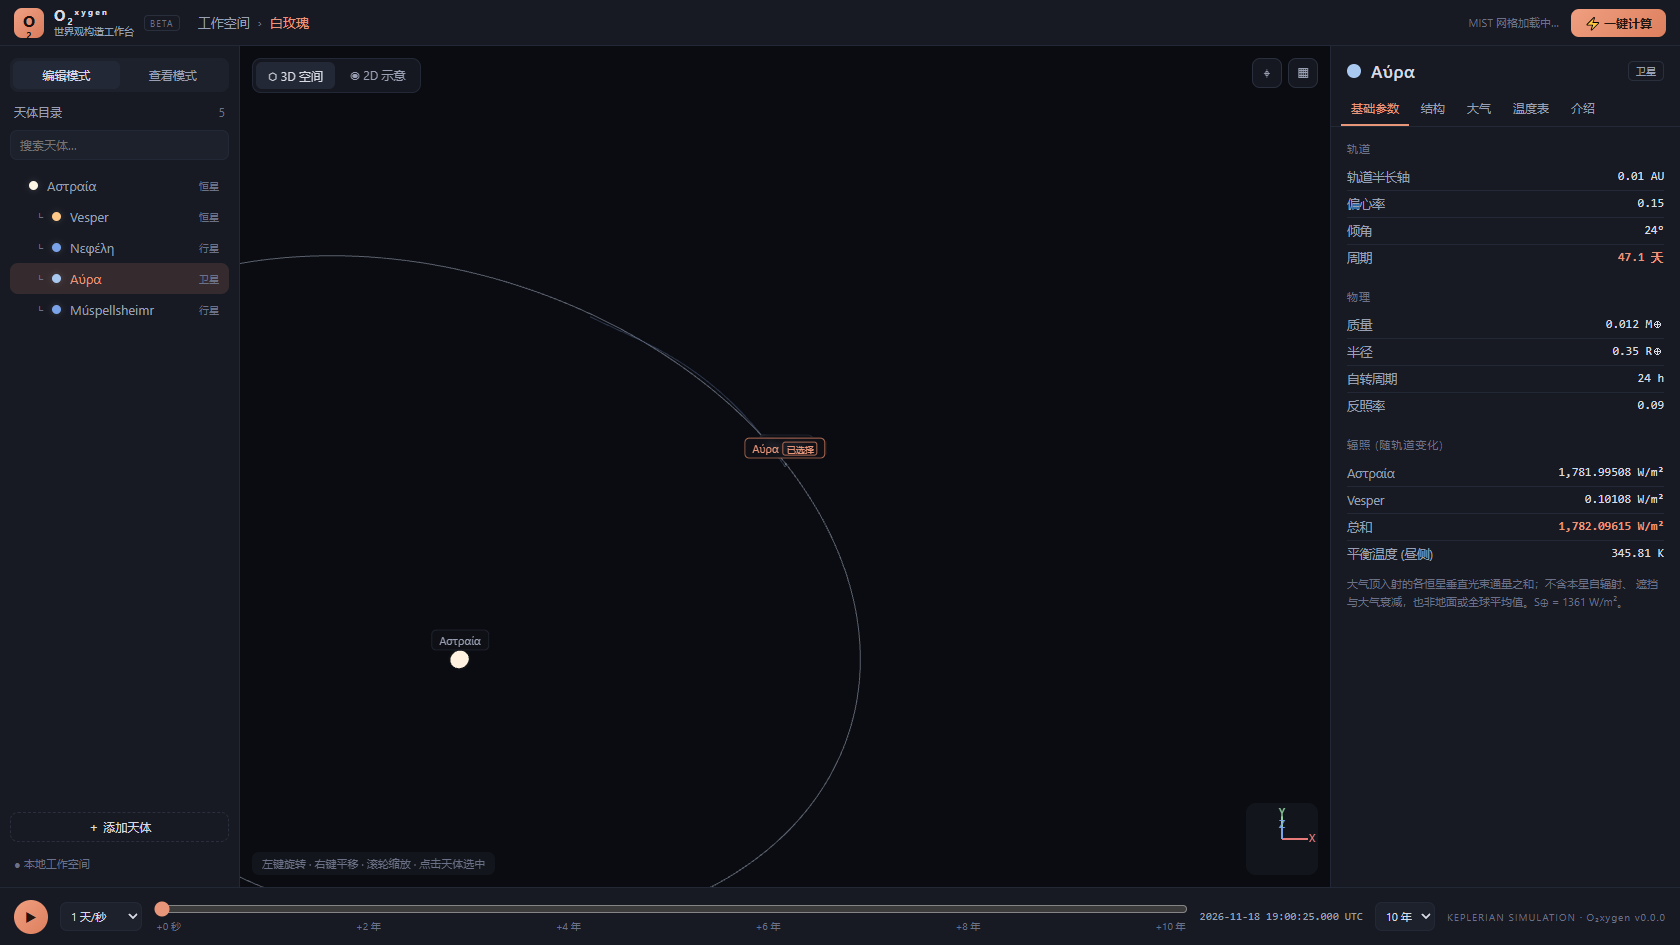 O₂
O₂xygen
世界观构造工作台
BETA
工作空间 › 白玫瑰
MIST 网格加载中...
⚡一键计算
编辑模式
查看模式
天体目录
5
搜索天体...
Αστραία
恒星
└ Vesper
恒星
└ Νεφέλη
行星
└ Αύρα
卫星
└ Múspellsheimr
行星
+ 添加天体
● 本地工作空间
⬡ 3D 空间
◉ 2D 示意
⌖
▦
Αύρα 已选择
Αστραία
左键旋转 · 右键平移 · 滚轮缩放 · 点击天体选中
Y
Z
X
Αύρα
卫星
基础参数
结构
大气
温度表
介绍
轨道
轨道半长轴 0.01 AU
偏心率 0.15
倾角 24°
周期 47.1 天
物理
质量 0.012 M⊕
半径 0.35 R⊕
自转周期 24 h
反照率 0.09
辐照 (随轨道变化)
Αστραία 1,781.99508 W/m²
Vesper 0.10108 W/m²
总和 1,782.09615 W/m²
平衡温度 (昼侧) 345.81 K
大气顶入射的各恒星垂直光束通量之和；不含本星自辐射、 遮挡
与大气衰减，也非地面或全球平均值。S⊕ = 1361 W/m²。
▶
1 天/秒
+0 秒
+2 年
+4 年
+6 年
+8 年
+10 年
2026-11-18 19:00:25.000 UTC
10 年
KEPLERIAN SIMULATION · O₂xygen v0.0.0